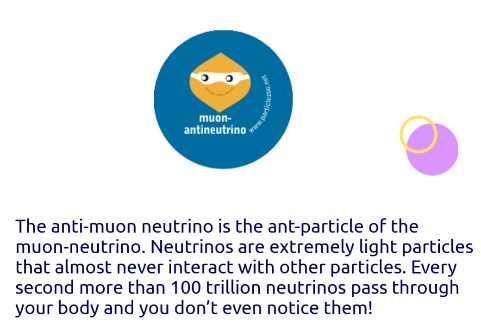 muon-
antineutrino
www.particlezoo.net
The anti-muon neutrino is the ant-particle of the
muon-neutrino. Neutrinos are extremely light particles
that almost never interact with other particles. Every
second more than 100 trillion neutrinos pass through
your body and you don’t even notice them!